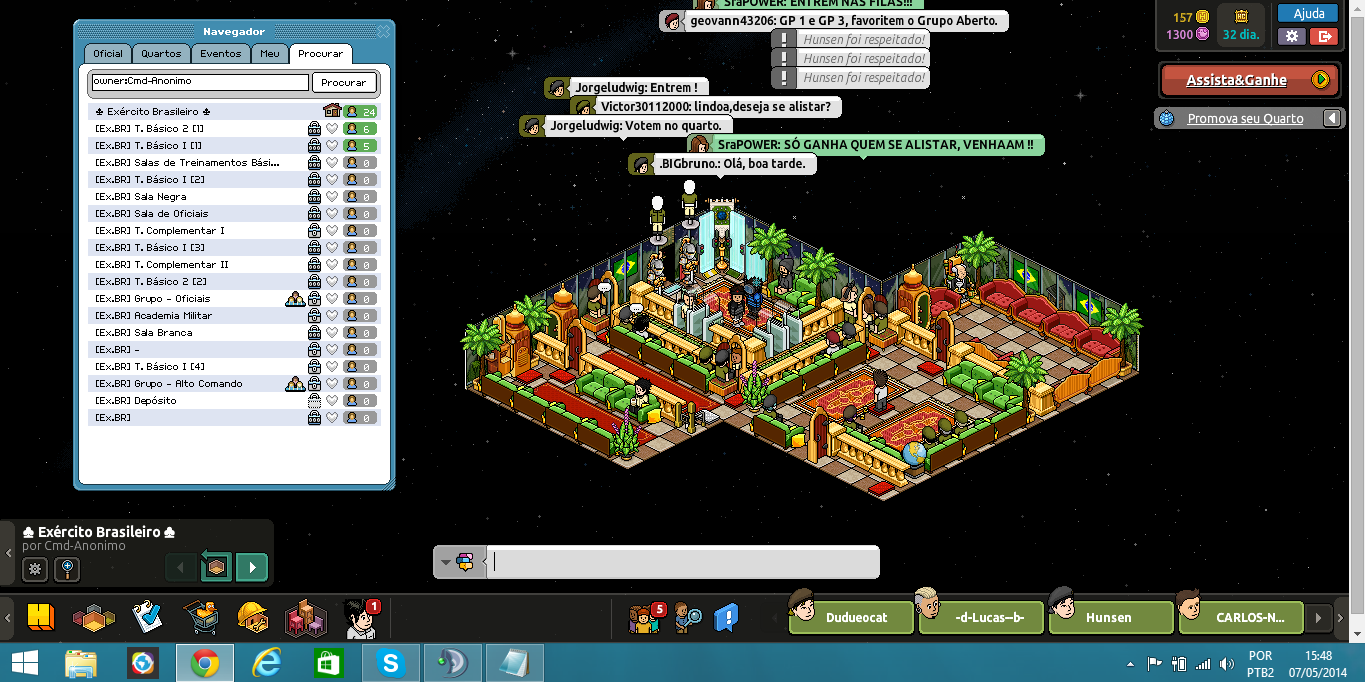 Navegador
Oficial
Quartos
Eventos
Meu
Procurar
owner:Cmd-Anonimo
Procurar
♣ Exército Brasileiro ♣ 24
[Ex.BR] T. Básico 2 [1] 6
[Ex.BR] T. Básico I [1] 5
[Ex.BR] Salas de Treinamentos Bási... 0
[Ex.BR] T. Básico I [2] 0
[Ex.BR] Sala Negra 0
[Ex.BR] Sala de Oficiais 0
[Ex.BR] T. Complementar I 0
[Ex.BR] T. Básico I [3] 0
[Ex.BR] T. Complementar II 0
[Ex.BR] T. Básico 2 [2] 0
[Ex.BR] Grupo - Oficiais 0
[Ex.BR] Academia Militar 0
[Ex.BR] Sala Branca 0
[Ex.BR] - 0
[Ex.BR] T. Básico I [4] 0
[Ex.BR] Grupo - Alto Comando 0
[Ex.BR] Depósito 0
[Ex.BR] 0
SraPOWER: ENTREM NAS FILAS!!!
geovann43206: GP 1 e GP 3, favoritem o Grupo Aberto.
Hunsen foi respeitado!
Hunsen foi respeitado!
Hunsen foi respeitado!
Jorgeludwig: Entrem !
Victor30112000: lindoa,deseja se alistar?
Jorgeludwig: Votem no quarto.
SraPOWER: SÓ GANHA QUEM SE ALISTAR, VENHAAM !!
.BIGbruno.: Olá, boa tarde.
157
1300
HC
32 dia.
Ajuda
Assista&Ganhe
Promova seu Quarto
♣ Exército Brasileiro ♣
por Cmd-Anonimo
1
5
Dudueocat
-d-Lucas--b-
Hunsen
CARLOS-N...
POR
PTB2
15:48
07/05/2014